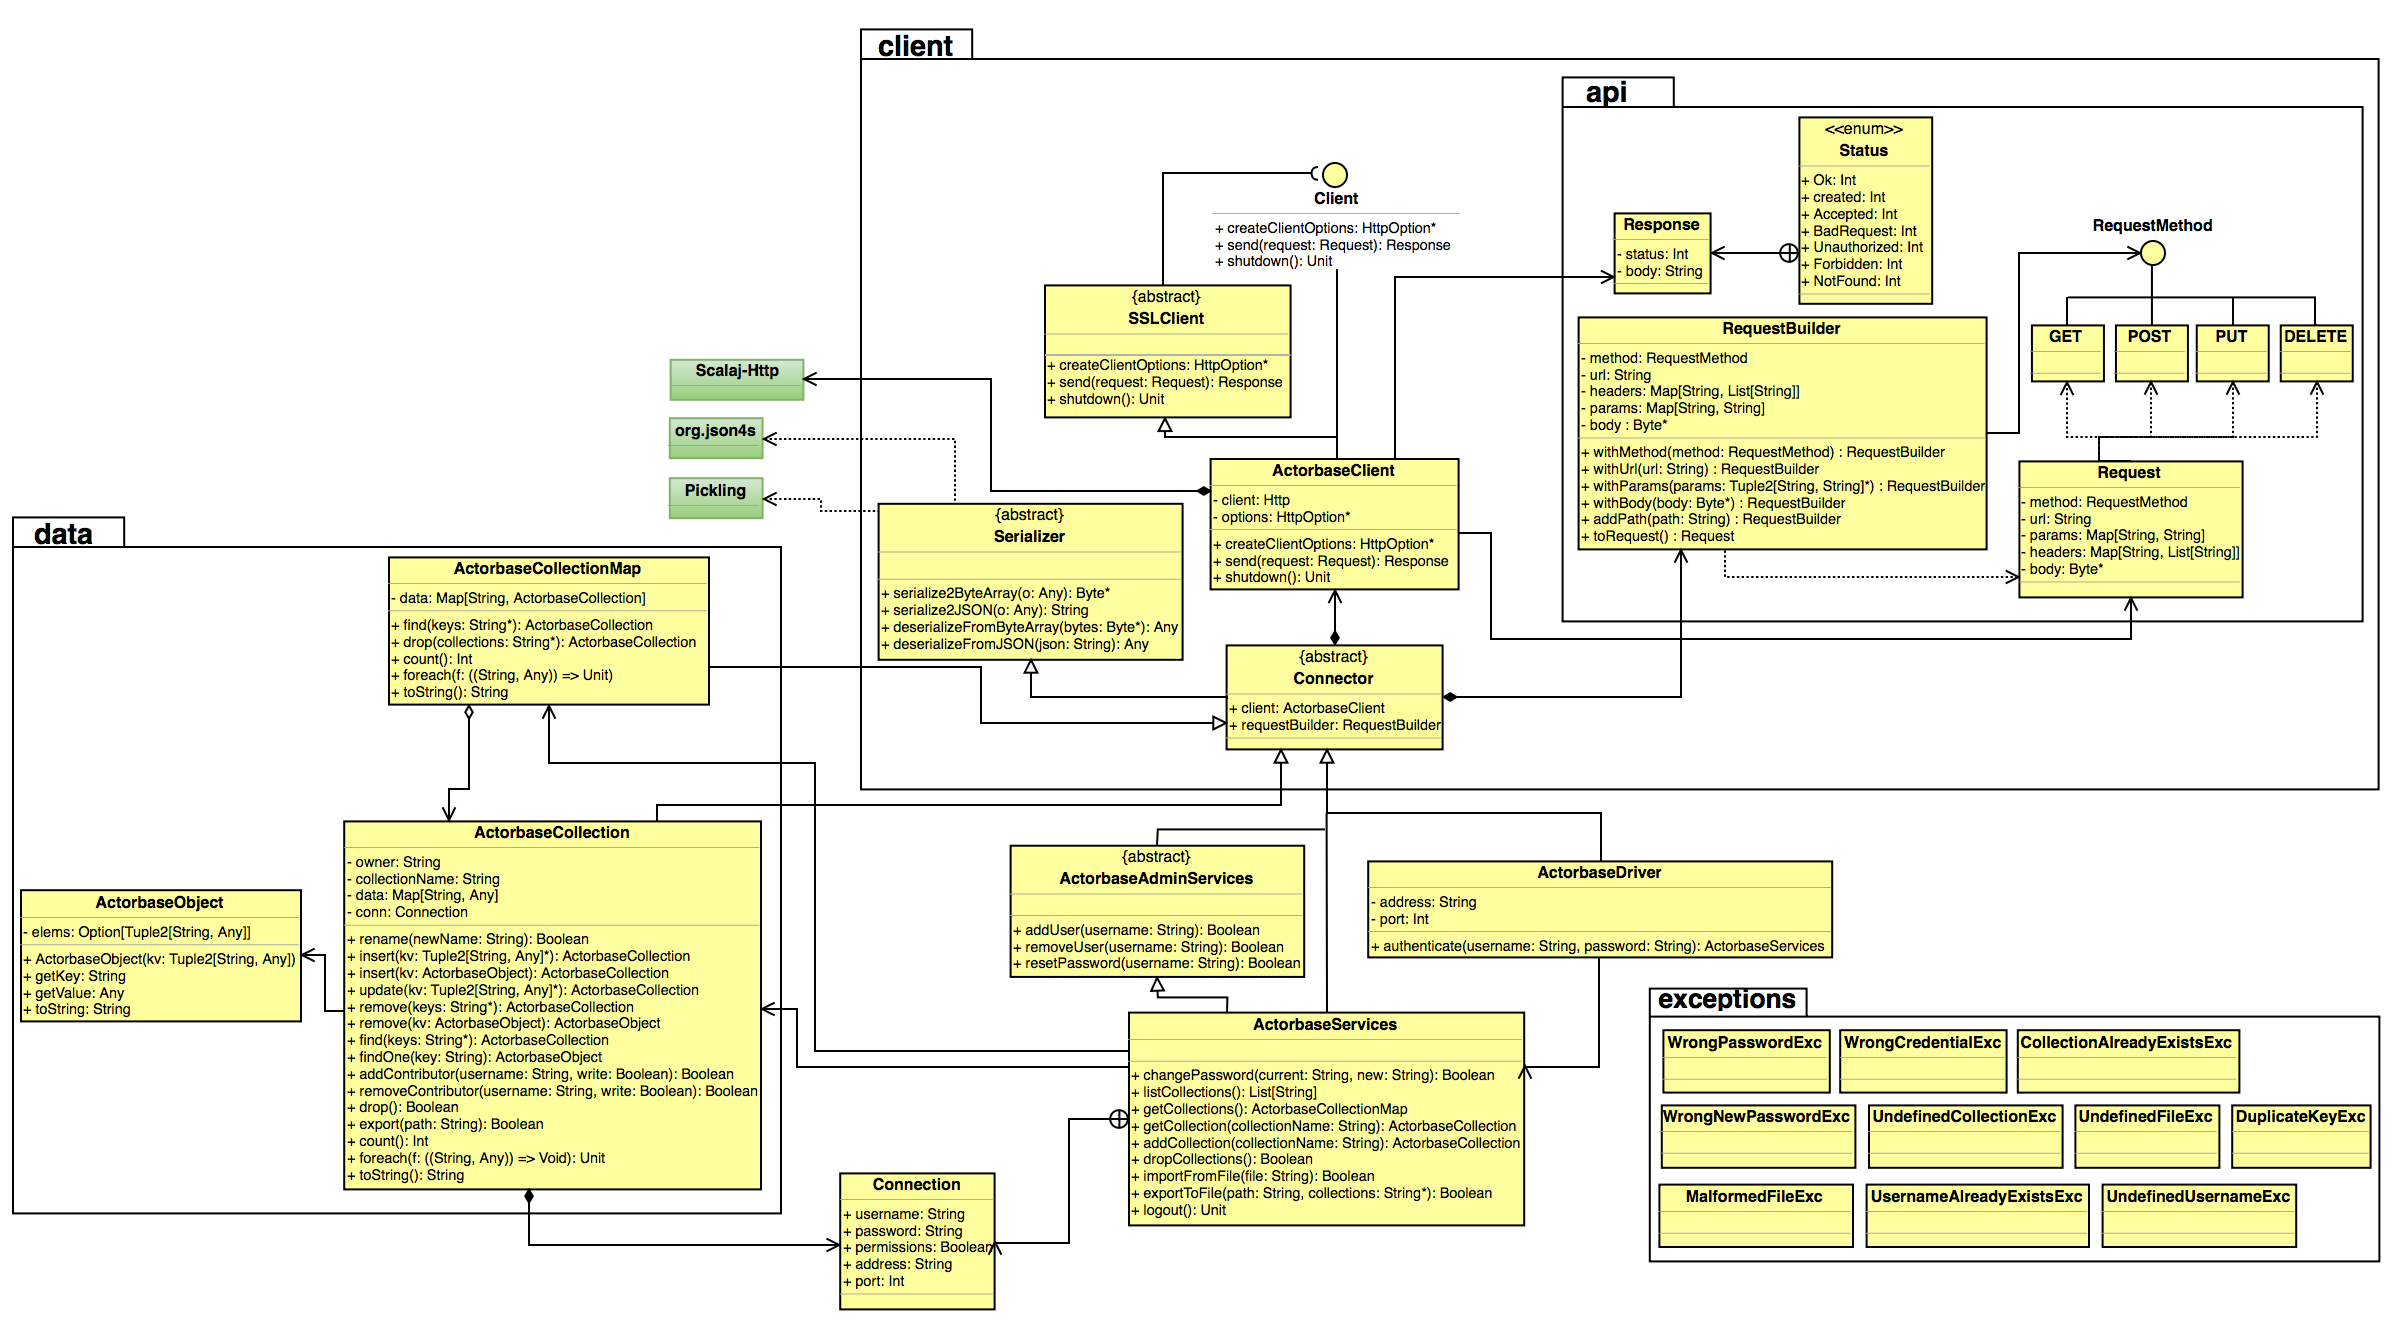 client
api
<<enum>>
Status
+ Ok: Int
+ created: Int
+ Accepted: Int
+ BadRequest: Int
+ Unauthorized: Int
+ Forbidden: Int
+ NotFound: Int
Client
+ createClientOptions: HttpOption*
+ send(request: Request): Response
+ shutdown(): Unit
Response
- status: Int
- body: String
RequestMethod
GET
POST
PUT
DELETE
{abstract}
SSLClient
+ createClientOptions: HttpOption*
+ send(request: Request): Response
+ shutdown(): Unit
RequestBuilder
- method: RequestMethod
- url: String
- headers: Map[String, List[String]]
- params: Map[String, String]
- body : Byte*
+ withMethod(method: RequestMethod) : RequestBuilder
+ withUrl(url: String) : RequestBuilder
+ withParams(params: Tuple2[String, String]*) : RequestBuilder
+ withBody(body: Byte*) : RequestBuilder
+ addPath(path: String) : RequestBuilder
+ toRequest() : Request
Request
- method: RequestMethod
- url: String
- params: Map[String, String]
- headers: Map[String, List[String]]
- body: Byte*
Scalaj-Http
org.json4s
Pickling
ActorbaseClient
- client: Http
- options: HttpOption*
+ createClientOptions: HttpOption*
+ send(request: Request): Response
+ shutdown(): Unit
{abstract}
Serializer
+ serialize2ByteArray(o: Any): Byte*
+ serialize2JSON(o: Any): String
+ deserializeFromByteArray(bytes: Byte*): Any
+ deserializeFromJSON(json: String): Any
{abstract}
Connector
+ client: ActorbaseClient
+ requestBuilder: RequestBuilder
data
ActorbaseCollectionMap
- data: Map[String, ActorbaseCollection]
+ find(keys: String*): ActorbaseCollection
+ drop(collections: String*): ActorbaseCollection
+ count(): Int
+ foreach(f: ((String, Any)) => Unit)
+ toString(): String
ActorbaseCollection
- owner: String
- collectionName: String
- data: Map[String, Any]
- conn: Connection
+ rename(newName: String): Boolean
+ insert(kv: Tuple2[String, Any]*): ActorbaseCollection
+ insert(kv: ActorbaseObject): ActorbaseCollection
+ update(kv: Tuple2[String, Any]*): ActorbaseCollection
+ remove(keys: String*): ActorbaseCollection
+ remove(kv: ActorbaseObject): ActorbaseObject
+ find(keys: String*): ActorbaseCollection
+ findOne(key: String): ActorbaseObject
+ addContributor(username: String, write: Boolean): Boolean
+ removeContributor(username: String, write: Boolean): Boolean
+ drop(): Boolean
+ export(path: String): Boolean
+ count(): Int
+ foreach(f: ((String, Any)) => Void): Unit
+ toString(): String
ActorbaseObject
- elems: Option[Tuple2[String, Any]]
+ ActorbaseObject(kv: Tuple2[String, Any])
+ getKey: String
+ getValue: Any
+ toString: String
{abstract}
ActorbaseAdminServices
+ addUser(username: String): Boolean
+ removeUser(username: String): Boolean
+ resetPassword(username: String): Boolean
ActorbaseDriver
- address: String
- port: Int
+ authenticate(username: String, password: String): ActorbaseServices
ActorbaseServices
+ changePassword(current: String, new: String): Boolean
+ listCollections(): List[String]
+ getCollections(): ActorbaseCollectionMap
+ getCollection(collectionName: String): ActorbaseCollection
+ addCollection(collectionName: String): ActorbaseCollection
+ dropCollections(): Boolean
+ importFromFile(file: String): Boolean
+ exportToFile(path: String, collections: String*): Boolean
+ logout(): Unit
Connection
+ username: String
+ password: String
+ permissions: Boolean
+ address: String
+ port: Int
exceptions
WrongPasswordExc
WrongCredentialExc
CollectionAlreadyExistsExc
WrongNewPasswordExc
UndefinedCollectionExc
UndefinedFileExc
DuplicateKeyExc
MalformedFileExc
UsernameAlreadyExistsExc
UndefinedUsernameExc